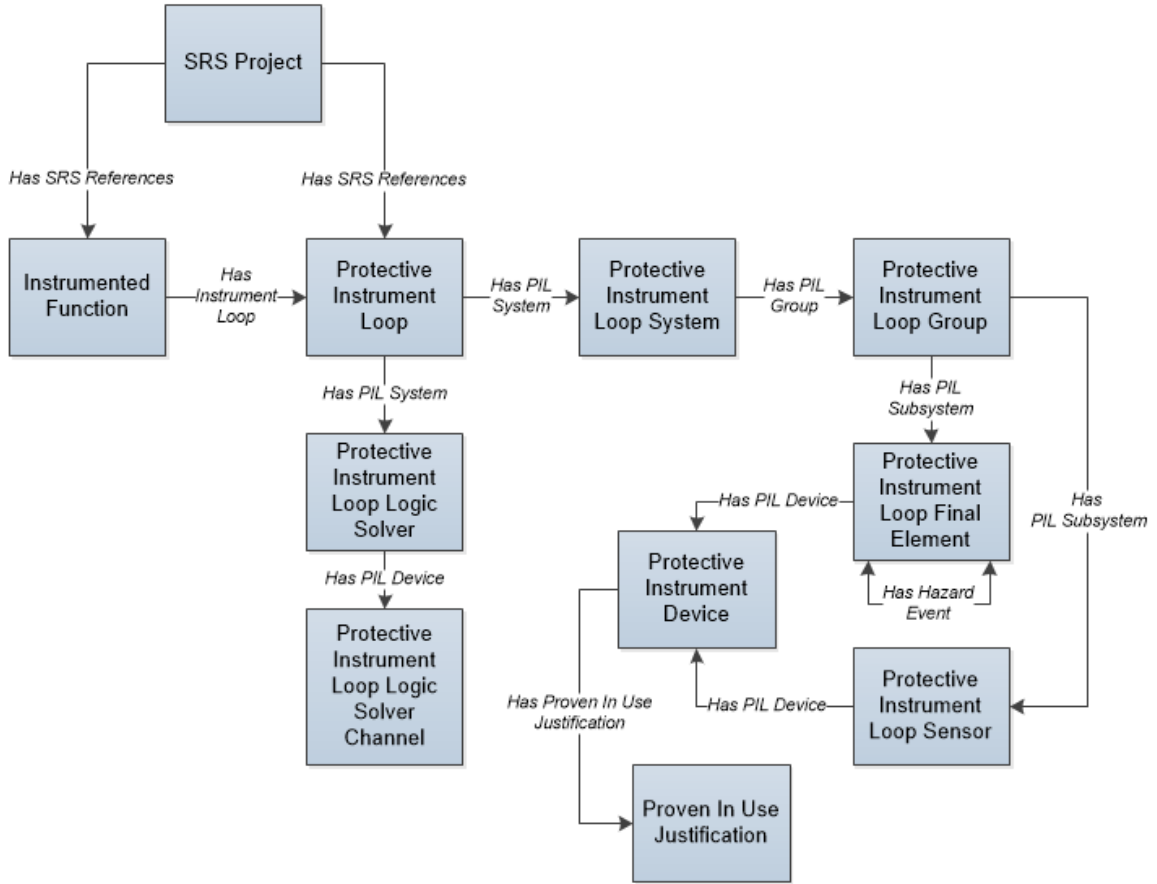 SRS Project
Has SRS References
Has SRS References
Instrumented
Function
Has
Instrument
Loop
Protective
Instrument
Loop
Has PIL
System
Protective
Instrument
Loop System
Has PIL
Group
Protective
Instrument
Loop Group
Has PIL System
Has PIL
Subsystem
Protective
Instrument
Loop Logic
Solver
Protective
Instrument
Loop Final
Element
Has
PIL Subsystem
Has PIL Device
Has PIL Device
Protective
Instrument
Device
Has Hazard
Event
Protective
Instrument
Loop Logic
Solver
Channel
Has Proven In Use
Justification
Has PIL Device
Protective
Instrument
Loop Sensor
Proven In Use
Justification